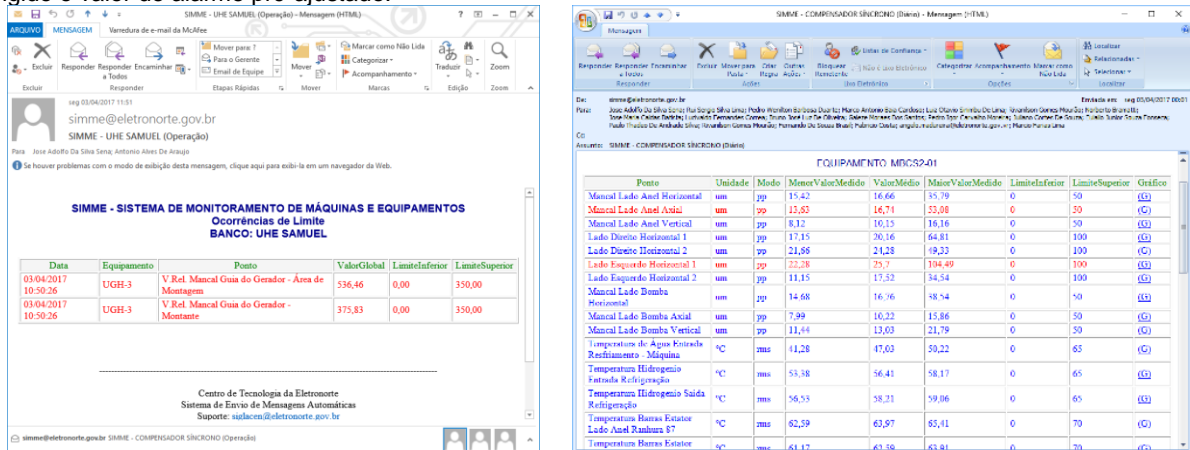 SIMME - UHE SAMUEL (Operação) - Mensagem (HTML)
ARQUIVO MENSAGEM Varredura de e-mail da McAfee
Excluir
Responder Responder a Todos Encaminhar
Mover para: ?
Para o Gerente
Email de Equipe
Mover
Marcar como Não Lida
Categorizar
Acompanhamento
Traduzir
Zoom
Excluir Responder Etapas Rápidas Mover Marcas Edição Zoom
seg 03/04/2017 11:51
simme@eletronorte.gov.br
SIMME - UHE SAMUEL (Operação)
Para Jose Adolfo Da Silva Sena; Antonio Alves De Araujo
Se houver problemas com o modo de exibição desta mensagem, clique aqui para exibi-la em um navegador da Web.
SIMME - SISTEMA DE MONITORAMENTO DE MÁQUINAS E EQUIPAMENTOS
Ocorrências de Limite
BANCO: UHE SAMUEL
Data Equipamento Ponto ValorGlobal LimiteInferior LimiteSuperior
03/04/2017 10:50:26 UGH-3 V.Rel. Mancal Guia do Gerador - Área de Montagem 536,46 0,00 350,00
03/04/2017 10:50:26 UGH-3 V.Rel. Mancal Guia do Gerador - Montante 375,83 0,00 350,00
Centro de Tecnologia da Eletronorte
Sistema de Envio de Mensagens Automáticas
Suporte: siglacen@eletronorte.gov.br
simme@eletronorte.gov.br SIMME - COMPENSADOR SÍNCRONO (Operação)
SIMME - COMPENSADOR SÍNCRONO (Diário) - Mensagem (HTML)
Mensagem
Responder Responder a Todos Encaminhar
Excluir Mover para Pasta Criar Regra Outras Ações
Bloquear Remetente
Listas de Confiança
Não é Lixo Eletrônico
Categorizar Acompanhamento Marcar como Não Lida
Localizar
Relacionadas
Selecionar
Responder Ações Lixo Eletrônico Opções Localizar
De: simme@eletronorte.gov.br Enviada em: seg 03/04/2017 00:01
Para:
Cc:
Assunto: SIMME - COMPENSADOR SÍNCRONO (Diário)
EQUIPAMENTO: MBCS2-01
Ponto Unidade Modo MenorValorMedido ValorMédio MaiorValorMedido LimiteInferior LimiteSuperior Gráfico
Mancal Lado Anel Horizontal um pp 15,42 16,66 35,79 0 50 (G)
Mancal Lado Anel Axial um pp 13,63 16,74 53,08 0 50 (G)
Mancal Lado Anel Vertical um pp 8,12 10,15 16,16 0 50 (G)
Lado Direito Horizontal 1 um pp 17,15 20,16 64,81 0 100 (G)
Lado Direito Horizontal 2 um pp 21,66 24,28 49,33 0 100 (G)
Lado Esquerdo Horizontal 1 um pp 22,28 25,7 104,49 0 100 (G)
Lado Esquerdo Horizontal 2 um pp 11,15 17,52 34,54 0 100 (G)
Mancal Lado Bomba Horizontal um pp 14,68 16,76 38,54 0 50 (G)
Mancal Lado Bomba Axial um pp 7,99 10,22 15,86 0 50 (G)
Mancal Lado Bomba Vertical um pp 11,44 13,03 21,79 0 50 (G)
Temperatura de Água Entrada Resfriamento - Máquina °C rms 41,28 47,03 50,22 0 65 (G)
Temperatura Hidrogenio Entrada Refrigeração °C rms 53,38 56,41 58,17 0 65 (G)
Temperatura Hidrogenio Saída Refrigeração °C rms 56,53 58,21 59,06 0 65 (G)
Temperatura Barras Estator Lado Anel Ranhura 87 °C rms 62,59 63,97 65,41 0 70 (G)
Temperatura Barras Estator °C rms 61,17 62,59 63,91 0 70 (G)